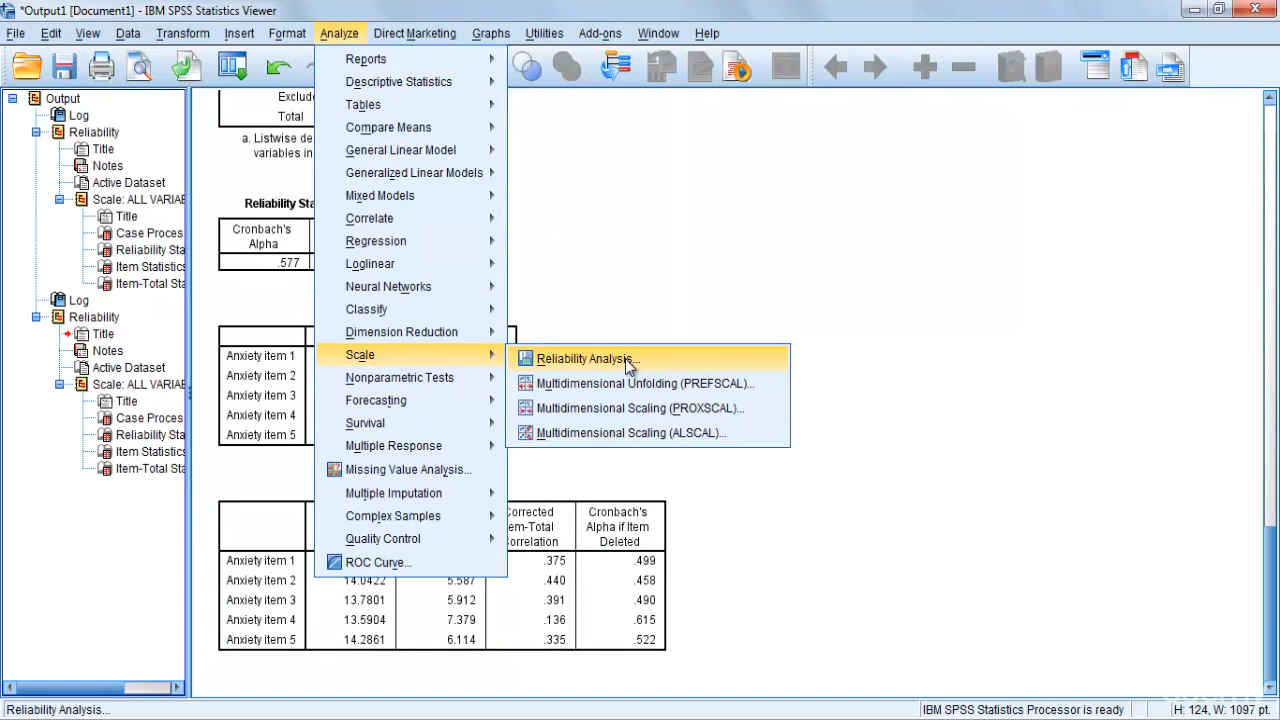 *Output1 [Document1] - IBM SPSS Statistics Viewer
File Edit View Data Transform Insert Format Analyze Direct Marketing Graphs Utilities Add-ons Window Help
Output
Log
Reliability
Title
Notes
Active Dataset
Scale: ALL VARIAB
Title
Case Proces
Reliability Sta
Item Statistics
Item-Total Sta
Log
Reliability
Title
Notes
Active Dataset
Scale: ALL VARIAB
Title
Case Proces
Reliability Sta
Item Statistics
Item-Total Sta
Reports
Descriptive Statistics
Tables
Compare Means
General Linear Model
Generalized Linear Models
Mixed Models
Correlate
Regression
Loglinear
Neural Networks
Classify
Dimension Reduction
Scale
Nonparametric Tests
Forecasting
Survival
Multiple Response
Missing Value Analysis...
Multiple Imputation
Complex Samples
Quality Control
ROC Curve...
Reliability Analysis...
Multidimensional Unfolding (PREFSCAL)...
Multidimensional Scaling (PROXSCAL)...
Multidimensional Scaling (ALSCAL)...
Exclude
Total
a. Listwise de
variables in
Reliability Sta
Cronbach's
Alpha
.577
Anxiety item 1
Anxiety item 2
Anxiety item 3
Anxiety item 4
Anxiety item 5
Corrected
em-Total
orrelation
Cronbach's
Alpha if Item
Deleted
Anxiety item 1 .375 .499
Anxiety item 2 14.0422 5.587 .440 .458
Anxiety item 3 13.7801 5.912 .391 .490
Anxiety item 4 13.5904 7.379 .136 .615
Anxiety item 5 14.2861 6.114 .335 .522
Reliability Analysis...
IBM SPSS Statistics Processor is ready
H: 124, W: 1097 pt.